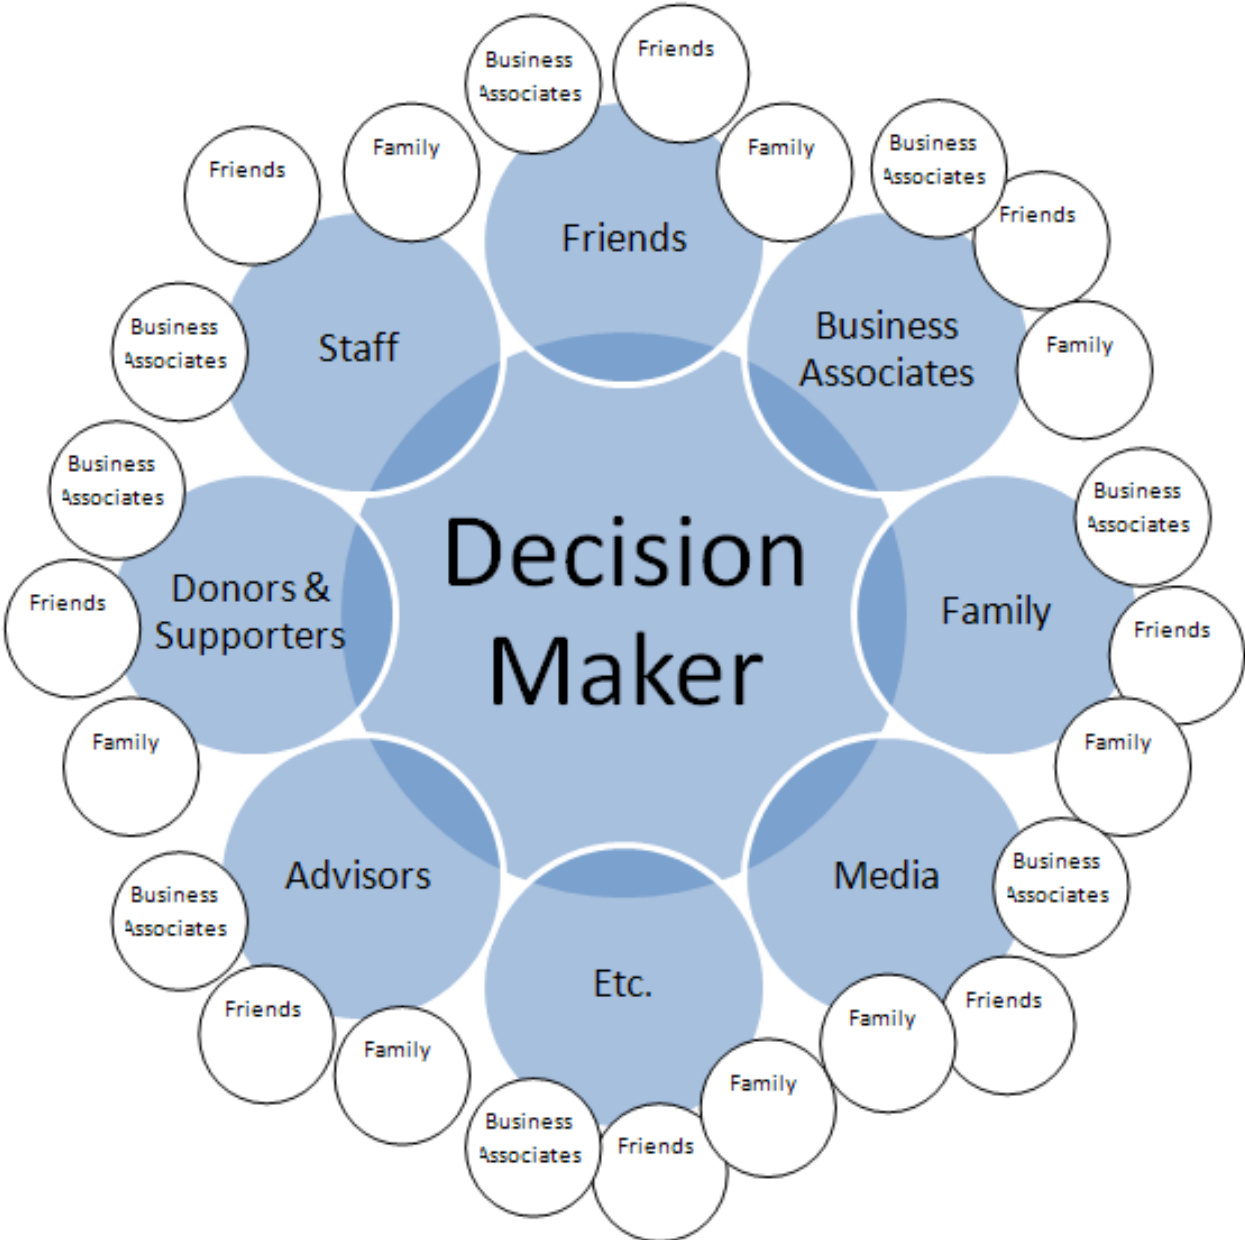 Friends
Business
Associates
Family
Business
Associates
Friends
Family
Friends
Friends
Business
Associates
Staff
Family
Business
Associates
Business
Associates
Business
Associates
Decision
Maker
Donors &
Supporters
Family
Friends
Friends
Family
Family
Advisors
Media
Business
Associates
Business
Associates
Etc.
Friends
Family
Friends
Family
Family
Business
Associates
Friends